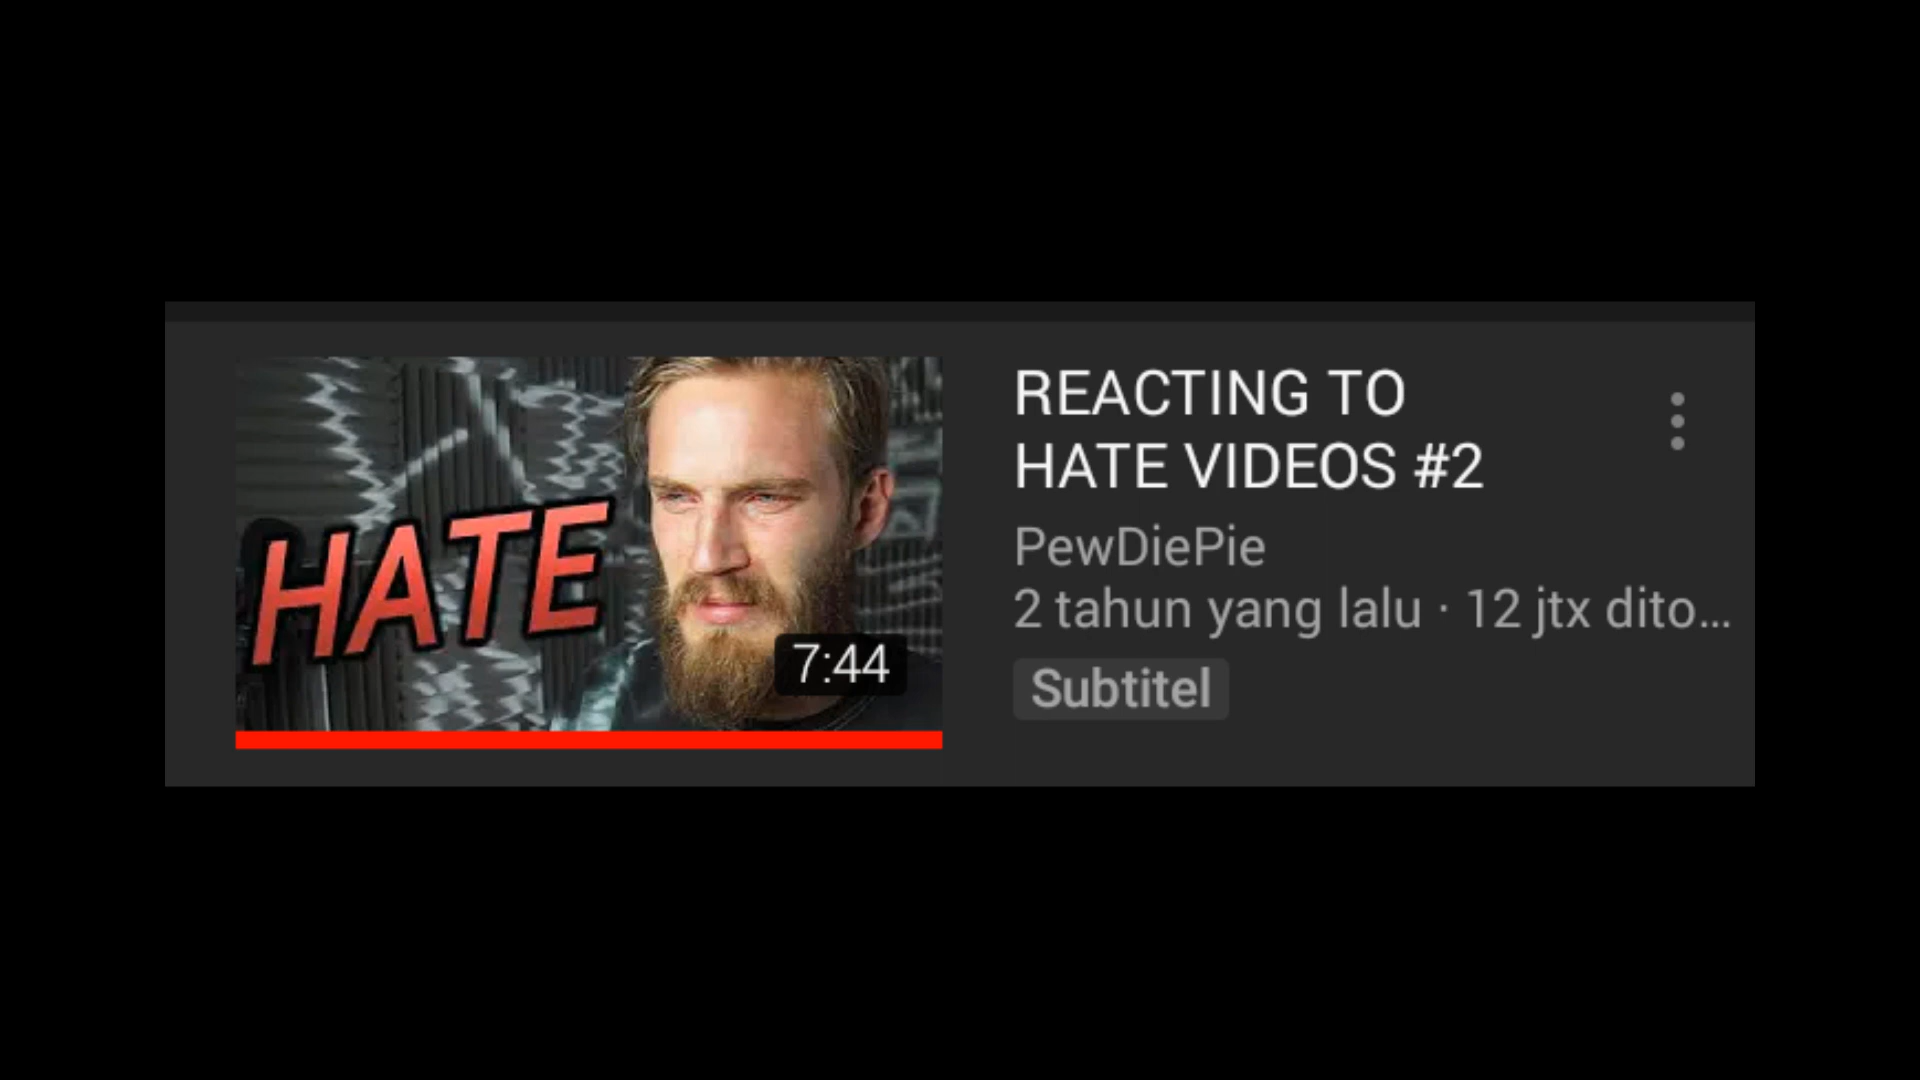 HATE
7:44
REACTING TO
HATE VIDEOS #2
PewDiePie
2 tahun yang lalu · 12 jtx dito...
Subtitel